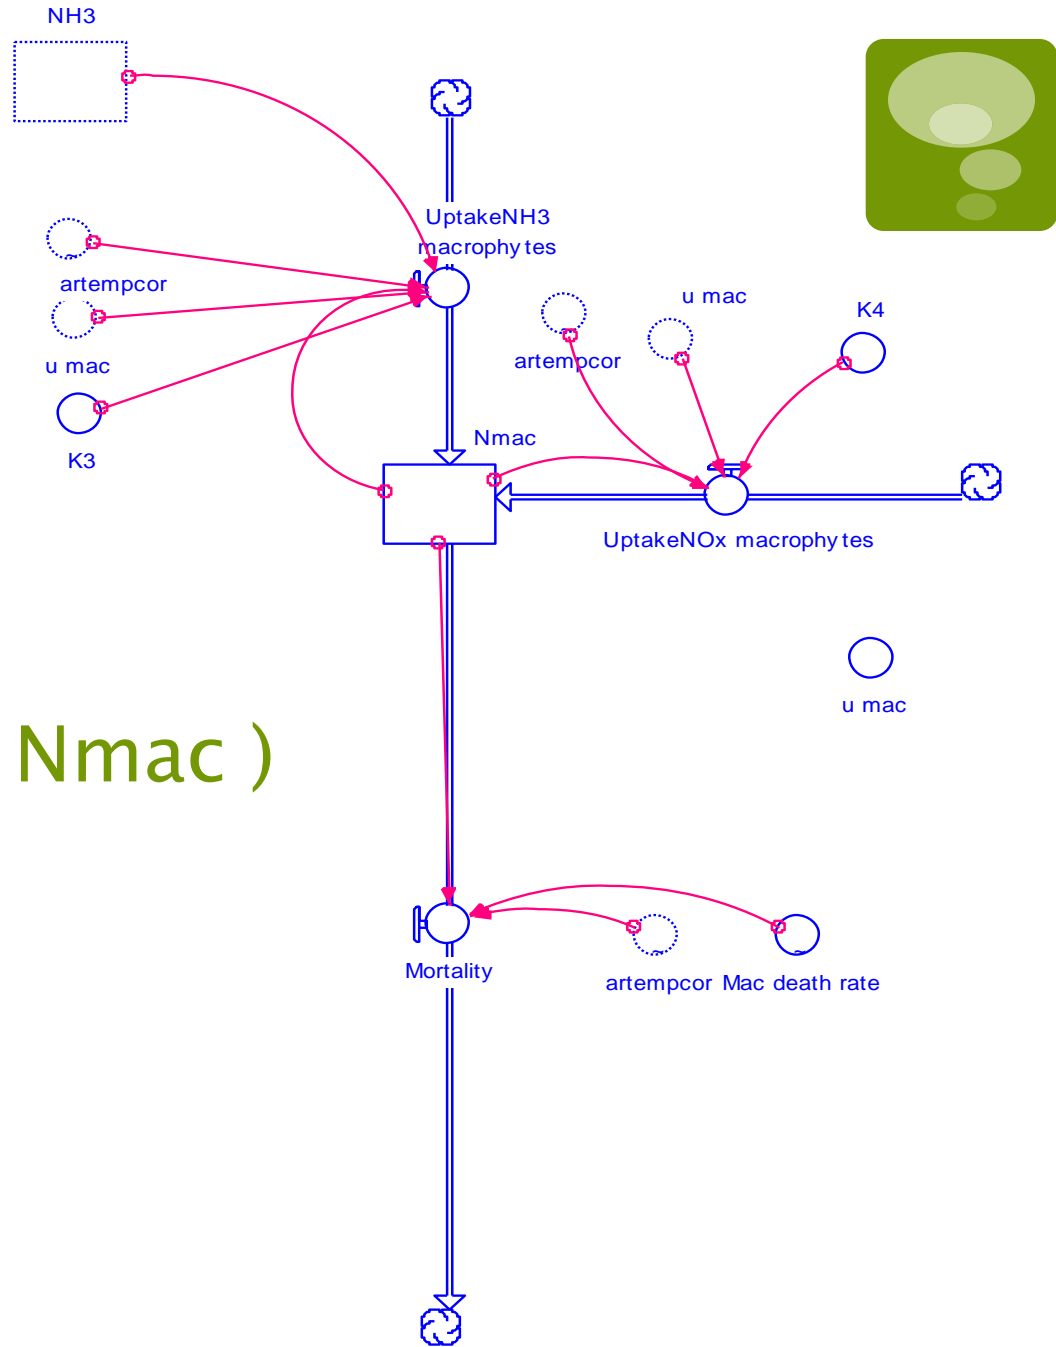 NH3
UptakeNH3
macrophytes
artempcor
u mac
K3
artempcor
u mac
K4
Nmac
UptakeNOx macrophytes
u mac
Nmac )
Mortality
artempcor
Mac death rate